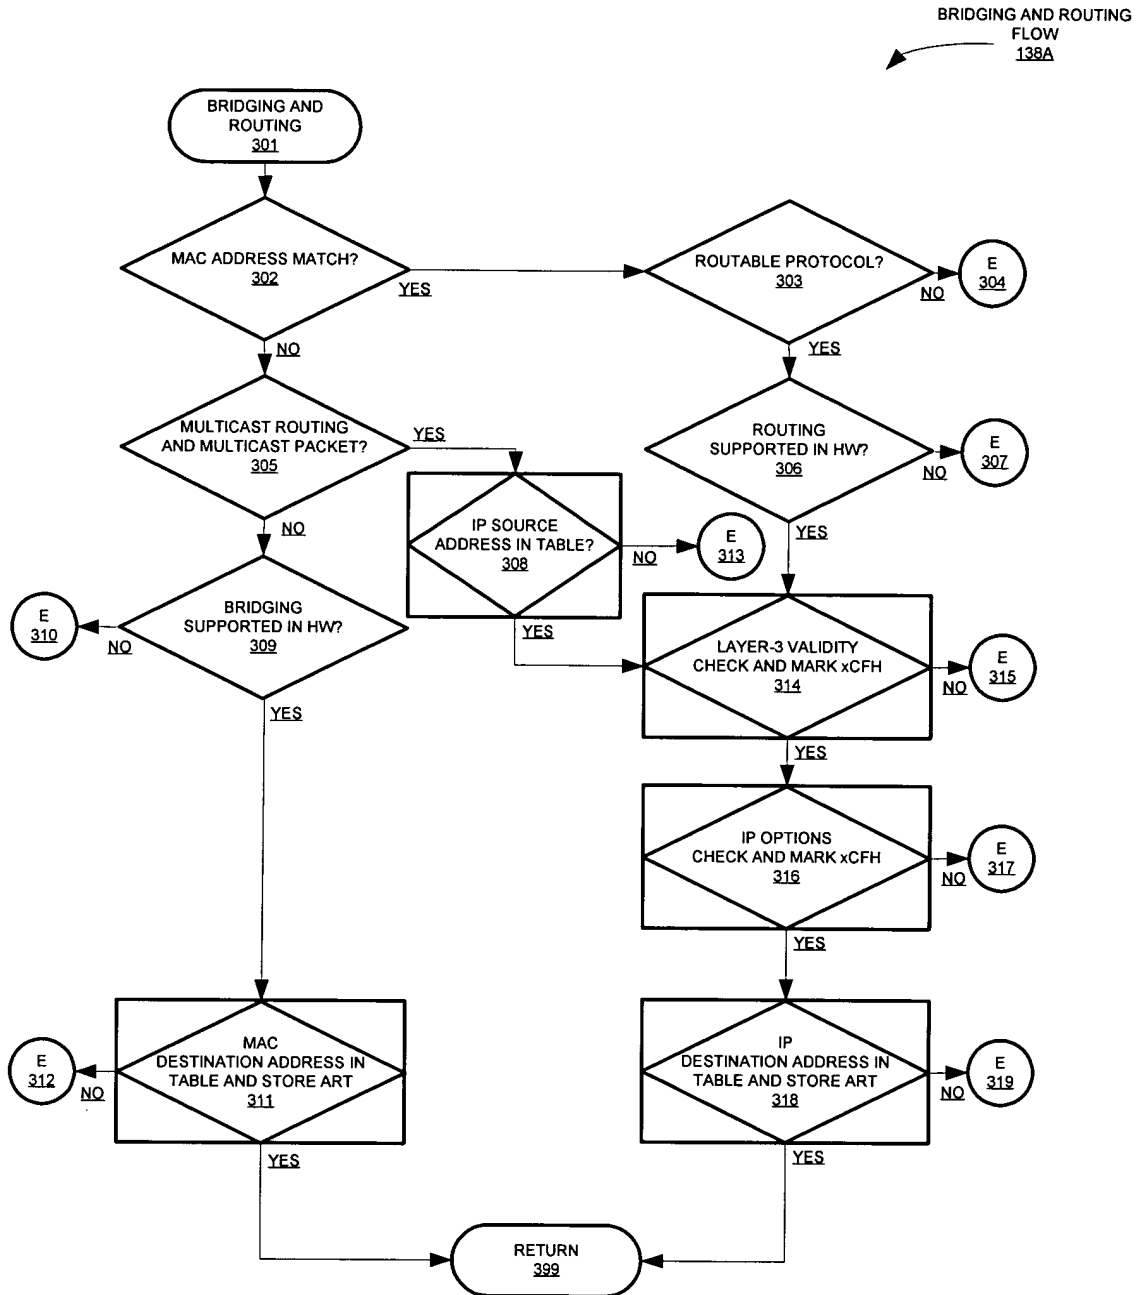 BRIDGING AND ROUTING
FLOW
138A
BRIDGING AND
ROUTING
301
MAC ADDRESS MATCH?
302
YES
NO
ROUTABLE PROTOCOL?
303
NO
YES
E
304
MULTICAST ROUTING
AND MULTICAST PACKET?
305
YES
NO
ROUTING
SUPPORTED IN HW?
306
NO
YES
E
307
IP SOURCE
ADDRESS IN TABLE?
308
NO
YES
E
313
BRIDGING
SUPPORTED IN HW?
309
NO
YES
E
310
LAYER-3 VALIDITY
CHECK AND MARK xCFH
314
NO
YES
E
315
IP OPTIONS
CHECK AND MARK xCFH
316
NO
YES
E
317
MAC
DESTINATION ADDRESS IN
TABLE AND STORE ART
311
NO
YES
E
312
IP
DESTINATION ADDRESS IN
TABLE AND STORE ART
318
NO
YES
E
319
RETURN
399